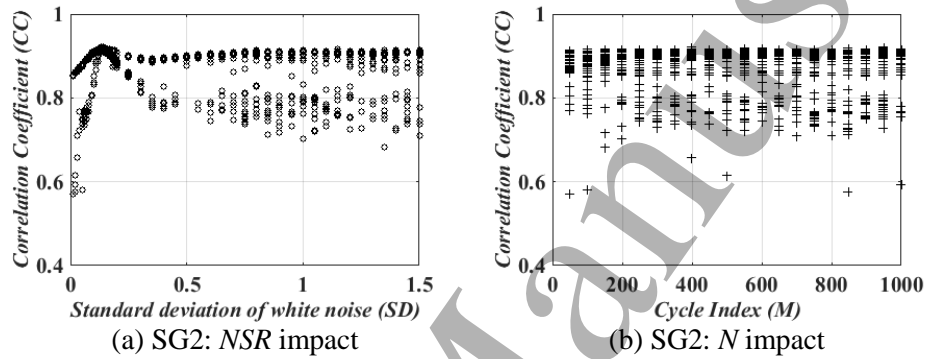 1
0.8
0.6
0.4
Correlation Coefficient (CC)
0 0.5 1 1.5
Standard deviation of white noise (SD)
(a) SG2: NSR impact
1
0.8
0.6
0.4
Correlation Coefficient (CC)
0 200 400 600 800 1000
Cycle Index (M)
(b) SG2: N impact
Manus